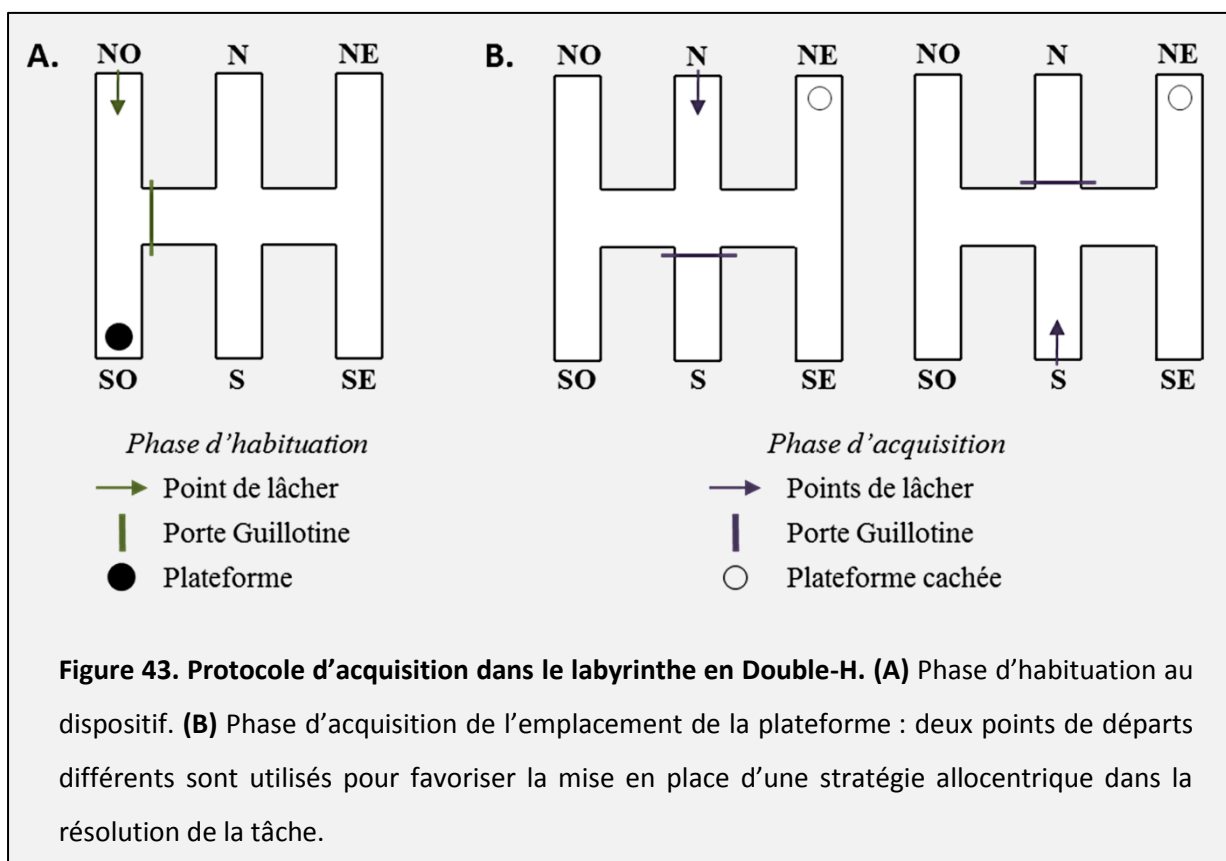 A.
NO N NE
SO S SE
B.
NO N NE
SO S SE
NO N NE
SO S SE
Phase d’habituation
Point de lâcher
Porte Guillotine
Plateforme
Phase d’acquisition
Points de lâcher
Porte Guillotine
Plateforme cachée
Figure 43. Protocole d’acquisition dans le labyrinthe en Double-H. (A) Phase d’habituation au
dispositif. (B) Phase d’acquisition de l’emplacement de la plateforme : deux points de départs
différents sont utilisés pour favoriser la mise en place d’une stratégie allocentrique dans la
résolution de la tâche.